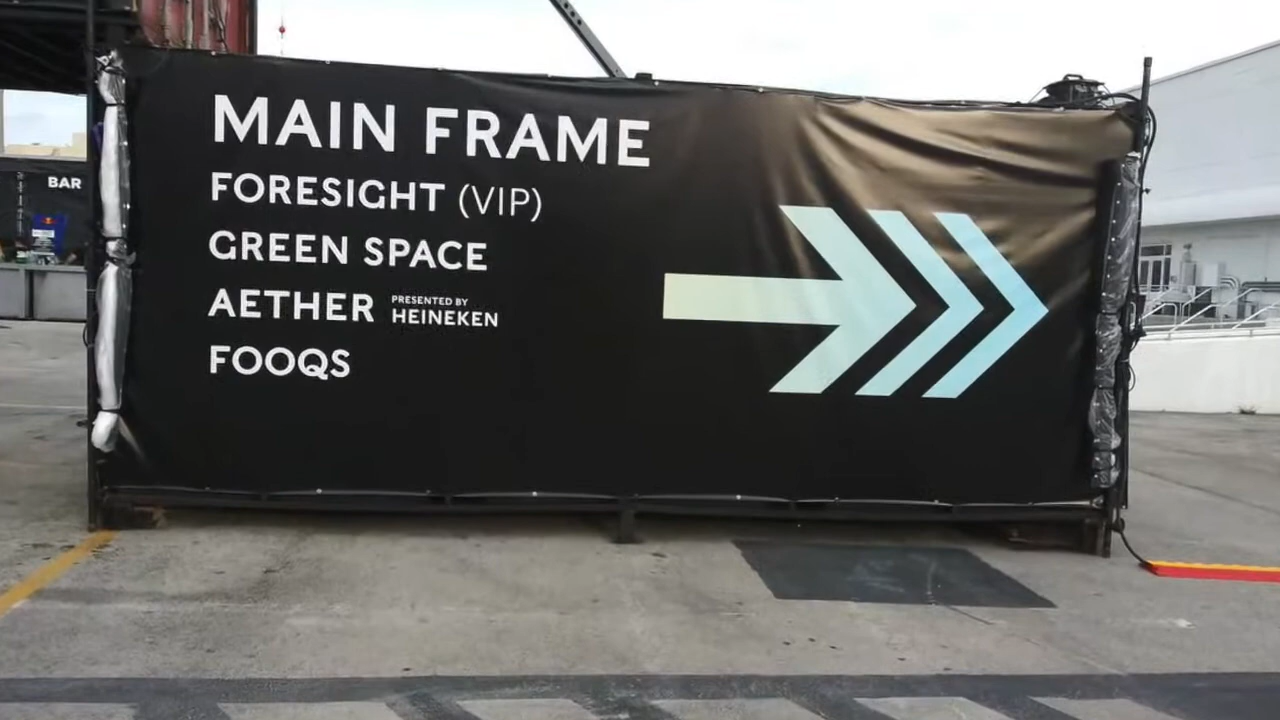 MAIN FRAME
FORESIGHT (VIP)
GREEN SPACE
AETHER PRESENTED BY HEINEKEN
FOOQS
BAR